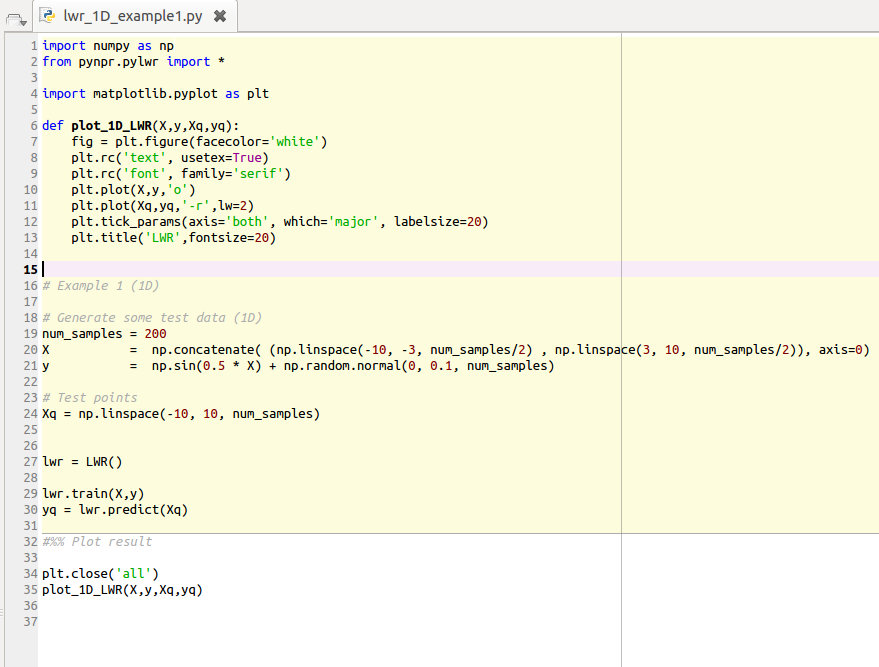 lwr_1D_example1.py
1 import numpy as np
2 from pynpr.pylwr import *
3
4 import matplotlib.pyplot as plt
5
6 def plot_1D_LWR(X,y,Xq,yq):
7     fig = plt.figure(facecolor='white')
8     plt.rc('text', usetex=True)
9     plt.rc('font', family='serif')
10     plt.plot(X,y,'o')
11     plt.plot(Xq,yq,'-r',lw=2)
12     plt.tick_params(axis='both', which='major', labelsize=20)
13     plt.title('LWR',fontsize=20)
14
15
16 # Example 1 (1D)
17
18 # Generate some test data (1D)
19 num_samples = 200
20 X           =  np.concatenate( (np.linspace(-10, -3, num_samples/2) , np.linspace(3, 10, num_samples/2)), axis=0)
21 y           =  np.sin(0.5 * X) + np.random.normal(0, 0.1, num_samples)
22
23 # Test points
24 Xq = np.linspace(-10, 10, num_samples)
25
26
27 lwr = LWR()
28
29 lwr.train(X,y)
30 yq = lwr.predict(Xq)
31
32 #%% Plot result
33
34 plt.close('all')
35 plot_1D_LWR(X,y,Xq,yq)
36
37